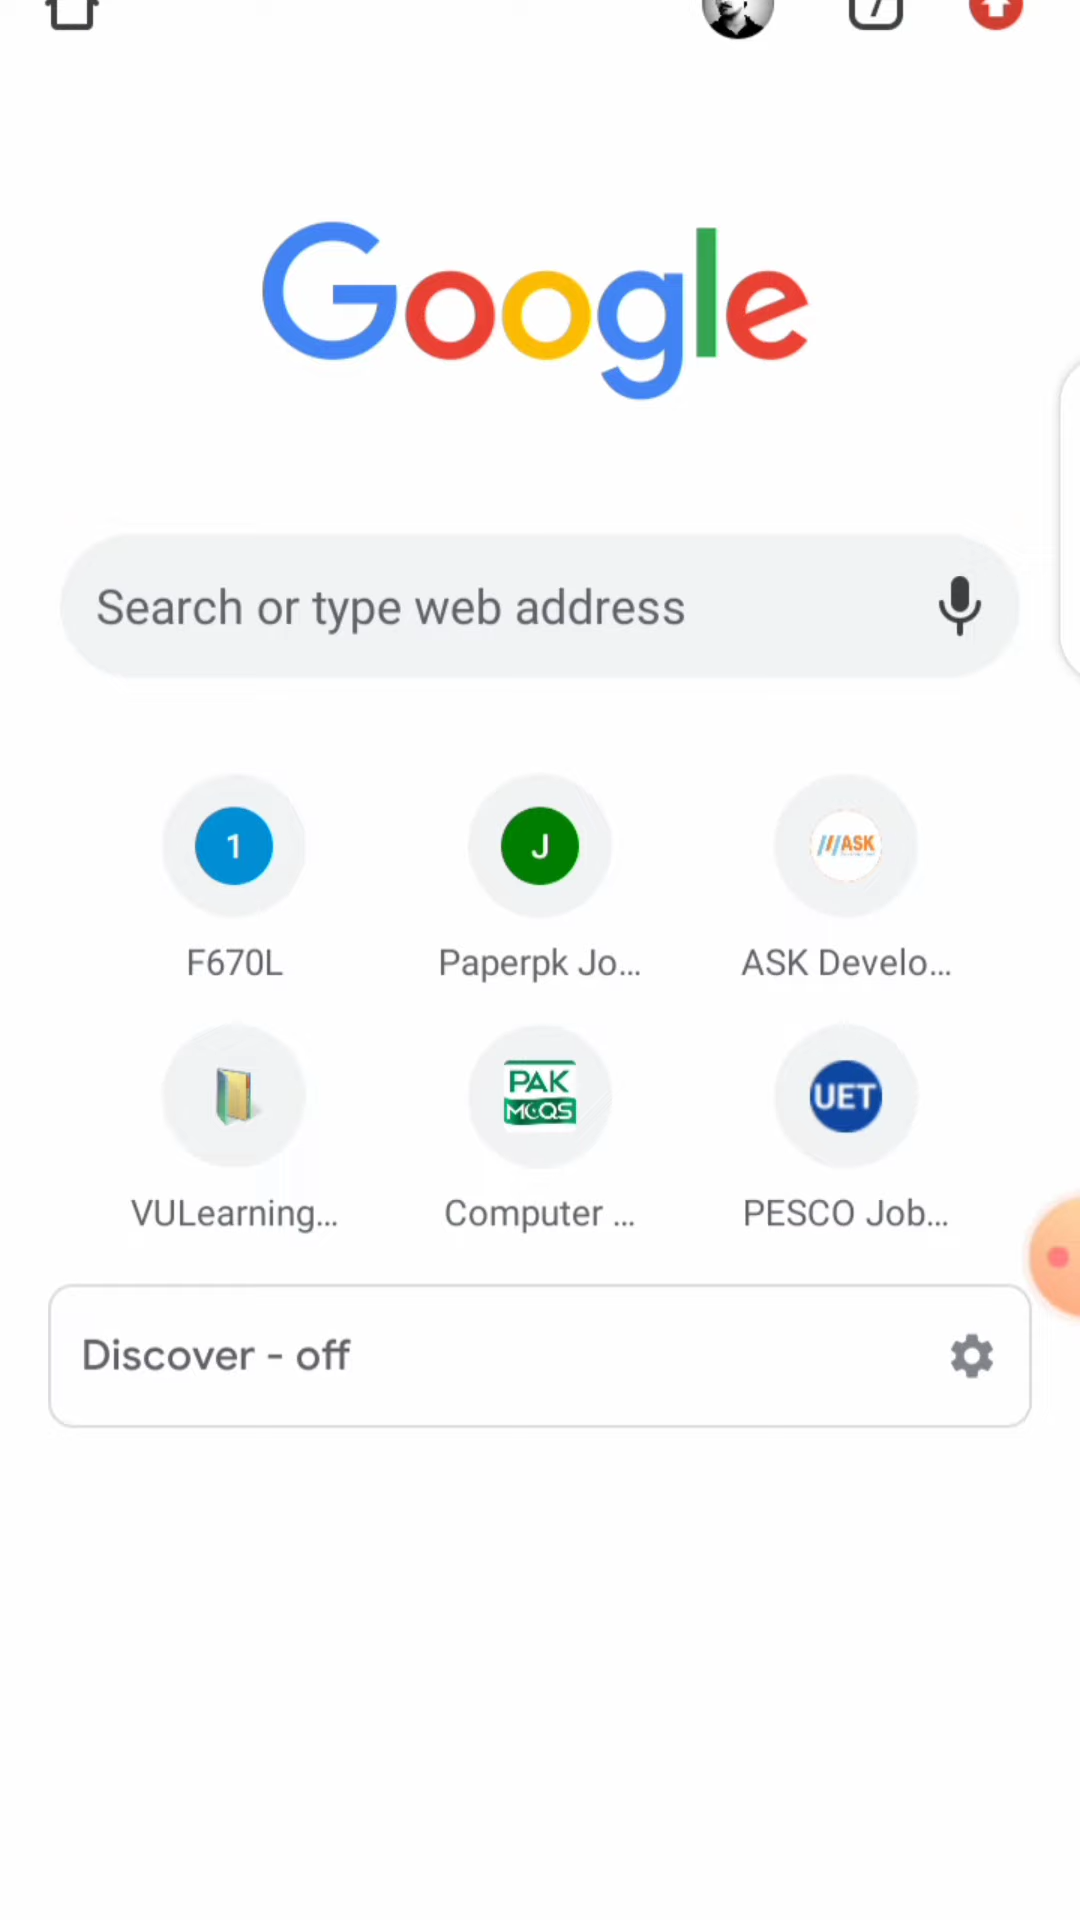 7
Google
Search or type web address
1
J
ASK
F670L
Paperpk Jo...
ASK Develo...
PAK
MCQS
UET
VULearning...
Computer ...
PESCO Job...
Discover - off